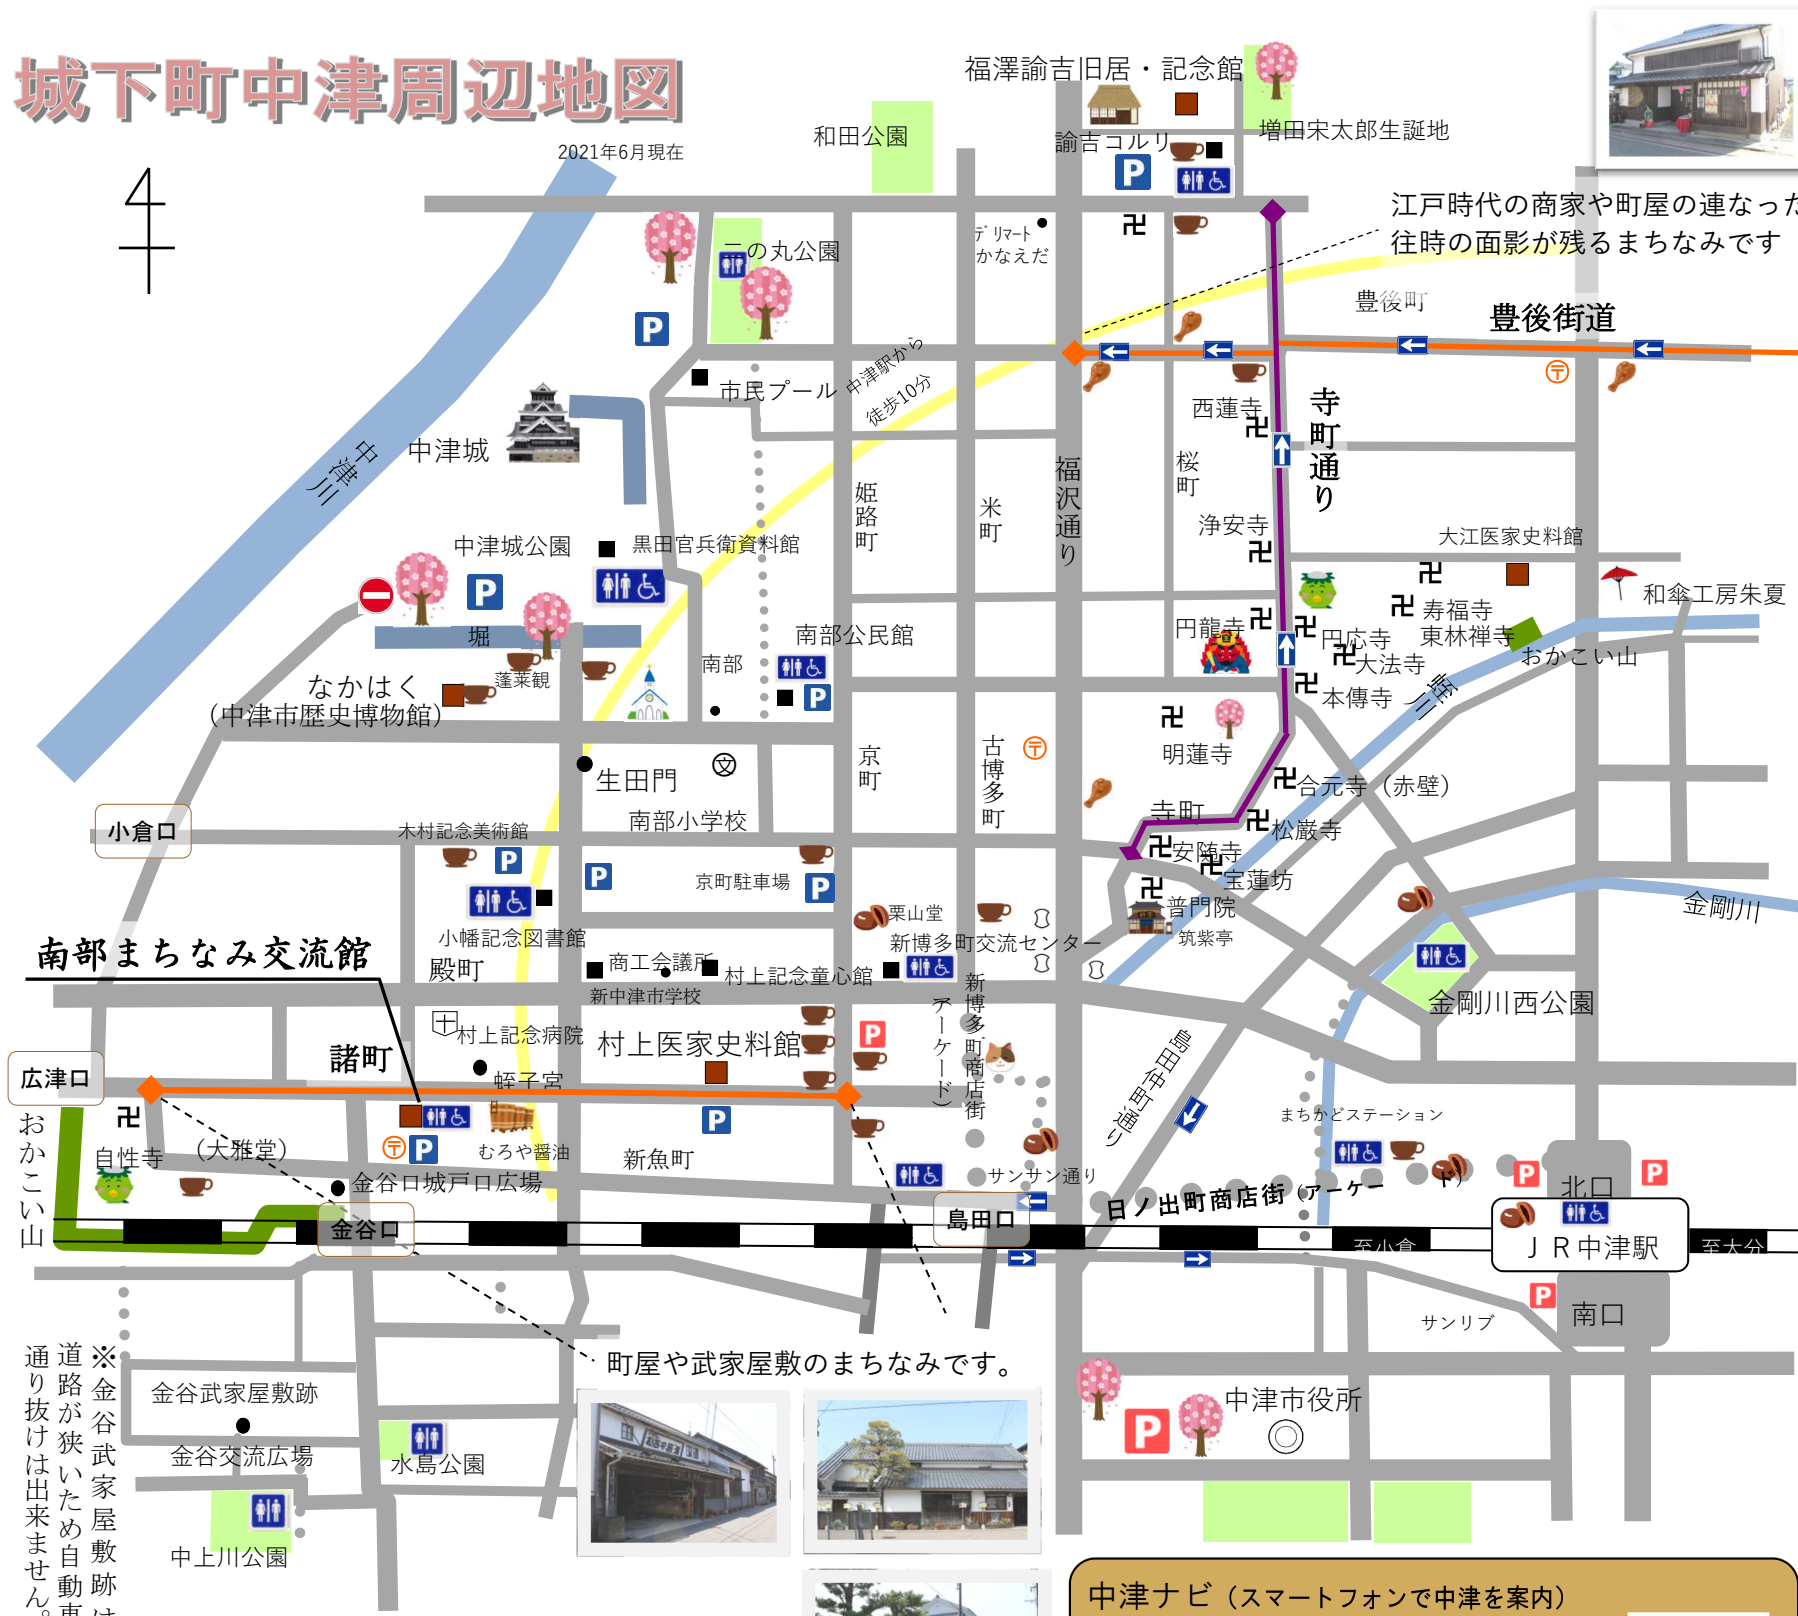 城下町中津周辺地図
2021年6月現在
福澤諭吉旧居・記念館
和田公園
諭吉コルリ
増田宋太郎生誕地
P
江戸時代の商家や町屋の連なった
往時の面影が残るまちなみです
二の丸公園
デリマート
かなえだ
豊後町
豊後街道
P
市民プール
中津駅から
徒歩10分
西蓮寺
寺町通り
中津城
中津川
姫路町
米町
福沢通り
桜町
浄安寺
大江医家史料館
中津城公園
黒田官兵衛資料館
P
和傘工房朱夏
寿福寺
東林禅寺
堀
南部公民館
円龍寺
円応寺
大法寺
おかこい山
蓬莱観
南部
P
なかはく
(中津市歴史博物館)
本傳寺
蛭川
明蓮寺
京町
古博多町
生田門
文
合元寺（赤壁）
小倉口
木村記念美術館
南部小学校
寺町
松巌寺
P
P
京町駐車場
P
安随寺
宝蓮坊
普門院
筑紫亭
金剛川
栗山堂
小幡記念図書館
新博多町交流センター
南部まちなみ交流館
殿町
商工会議所
村上記念童心館
新中津市学校
金剛川西公園
村上記念病院
村上医家史料館
P
新博多町商店街
(アーケード)
島田仲町通り
諸町
蛭子宮
広津口
おかこい山
自性寺
（大雅堂）
P
むろや醤油
P
新魚町
まちかどステーション
サンサン通り
金谷口城戸口広場
日ノ出町商店街（アーケード）
P
P
北口
金谷口
島田口
至小倉
ＪＲ中津駅
至大分
P
南口
サンリブ
町屋や武家屋敷のまちなみです。
※金谷武家屋敷跡は
道路が狭いため自動車
通り抜けは出来ません。
金谷武家屋敷跡
金谷交流広場
水島公園
中上川公園
P
中津市役所
中津ナビ（スマートフォンで中津を案内）